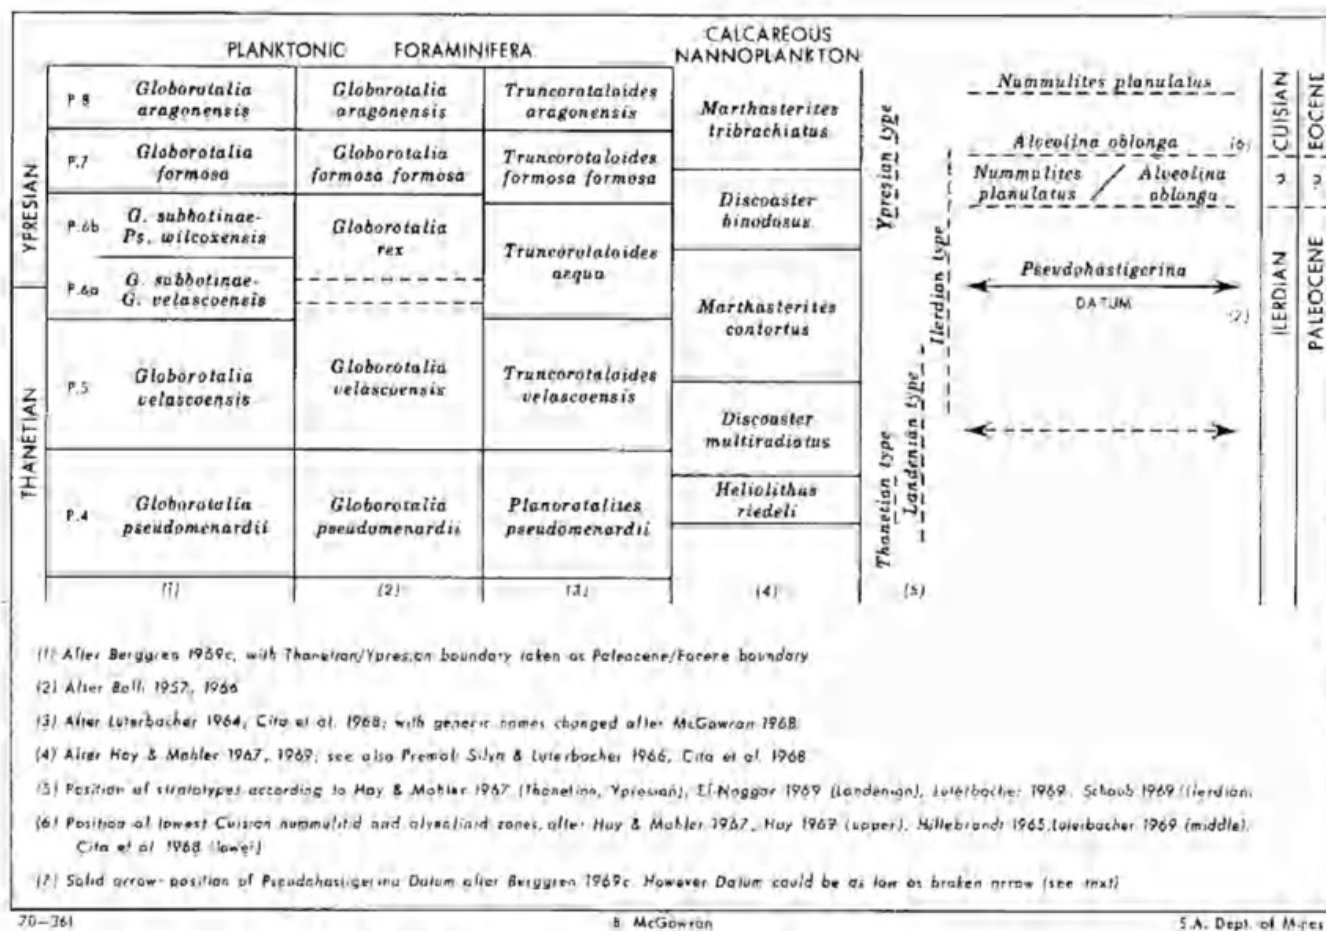 PLANKTONIC FORAMINIFERA
CALCAREOUS
NANNOPLANKTON
YPRESIAN
THANETIAN
P.8
Globorotalia
aragonensis
Globorotalia
aragonensis
Truncorotaloides
aragonensis
P.7
Globorotalia
formosa
Globorotalia
formosa formosa
Truncorotaloides
formosa formosa
P.6b
G. subbotinae-
Ps. wilcoxensis
Globorotalia
rex
Truncorotaloides
aequa
P.6a
G. subbotinae-
G. velascoensis
P.5
Globorotalia
velascoensis
Globorotalia
velascoensis
Truncorotaloides
velascoensis
P.4
Globorotalia
pseudomenardii
Globorotalia
pseudomenardii
Planorotalites
pseudomenardii
Marthasterites
tribrachiatus
Discoaster
binodosus
Marthasterites
contortus
Discoaster
multiradiatus
Heliolithus
riedeli
Ypresian type
Thanetian type
Landenian type
Ilerdian type
Nummulites planulatus
Alveolina oblonga (6)
Nummulites
planulatus / Alveolina
oblonga
Pseudohastigerina
DATUM
(7)
CUISIAN
?
ILERDIAN
EOCENE
?
PALEOCENE
(1) (2) (3) (4) (5)
(1) After Berggren 1969c, with Thanetian/Ypresian boundary taken as Paleocene/Eocene boundary
(2) After Bolli 1957, 1966
(3) After Luterbacher 1964, Cita et al. 1968; with generic names changed after McGowran 1968
(4) After Hay & Mohler 1967, 1969; see also Premoli Silva & Luterbacher 1966, Cita et al. 1968
(5) Position of stratotypes according to Hay & Mohler 1967 (Thanetian, Ypresian), El-Naggar 1969 (Landenian), Luterbacher 1969, Schaub 1969 (Ilerdian)
(6) Position of lowest Cuisian nummulitid and alveolinid zones, after Hay & Mohler 1967, Hay 1969 (upper), Hillebrandt 1965, Luterbacher 1969 (middle),
Cita et al 1968 (lower)
(7) Solid arrow- position of Pseudohastigerina Datum after Berggren 1969c. However Datum could be as low as broken arrow (see text)
70-361
B McGowran
S.A. Dept. of Mines